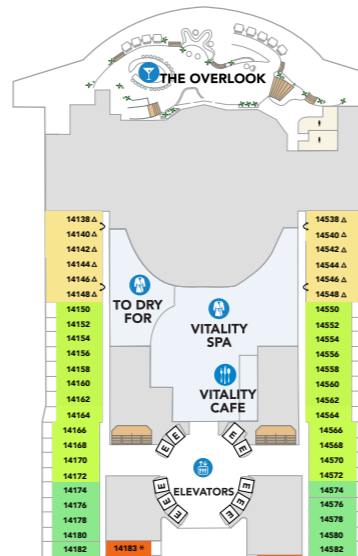 THE OVERLOOK
14138 △ 14538 △
14140 △ 14540 △
14142 △ 14542 △
14144 △ 14544 △
14146 △ 14546 △
14148 △ 14548 △
TO DRY
FOR
VITALITY
SPA
VITALITY
CAFE
14150 14550
14152 14552
14154 14554
14156 14556
14158 14558
14160 14560
14162 14562
14164 14564
14166 14566
14168 14568
14170 14570
14172 14572
E E E E
ELEVATORS
E E E E E E
14174 14574
14176 14576
14178 14578
14180 14580
14182 14183 * 14582